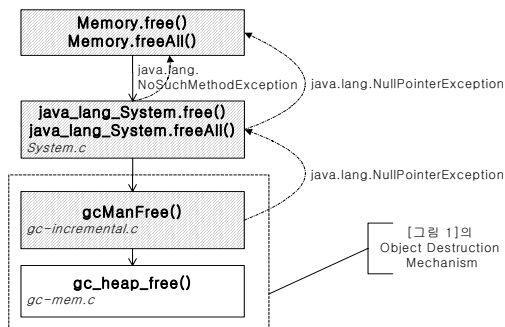 Memory.free()
Memory.freeAll()
java.lang.
NoSuchMethodException
java.lang.NullPointerException
java_lang_System.free()
java_lang_System.freeAll()
System.c
java.lang.NullPointerException
gcManFree()
gc-incremental.c
[그림 1]의
Object Destruction
Mechanism
gc_heap_free()
gc-mem.c